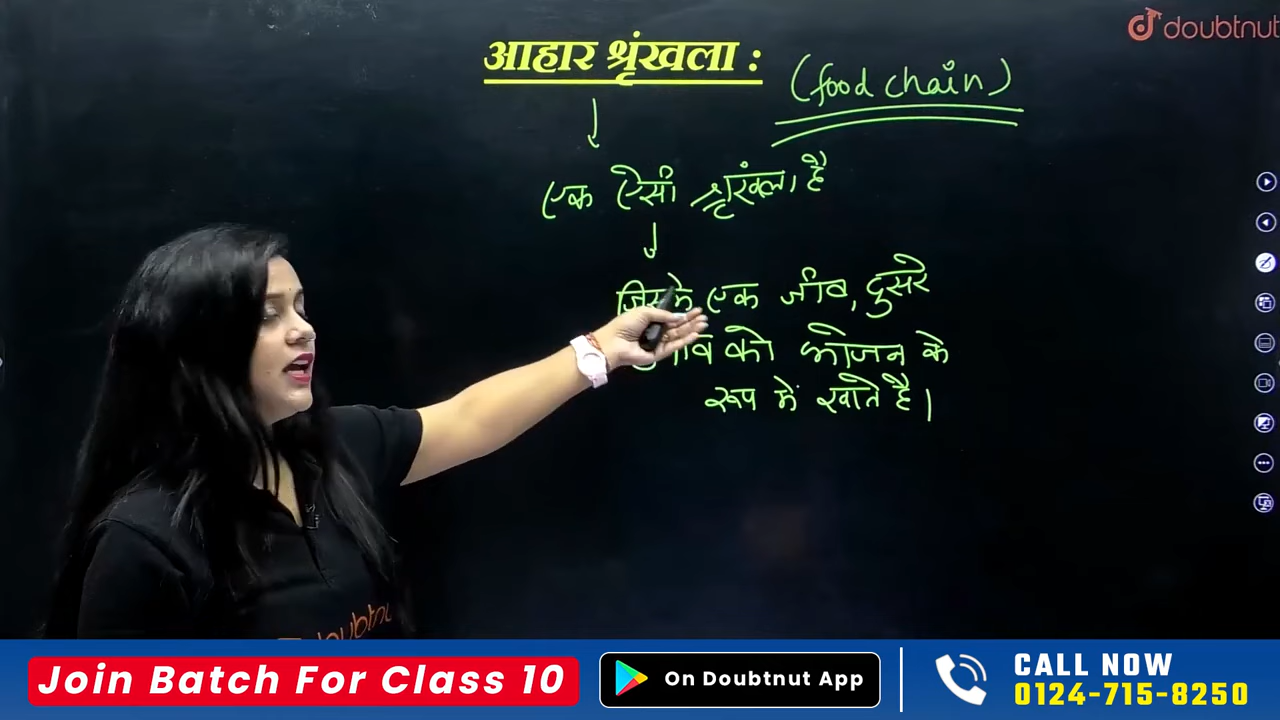 doubtnut
आहार श्रृंखला :
(food chain)
एक ऐसी श्रृंखला है
जिसके एक जीव, दुसरे
को भोजन के
रूप में खाते है।
doubtnu
Join Batch For Class 10
On Doubtnut App
CALL NOW
0124-715-8250